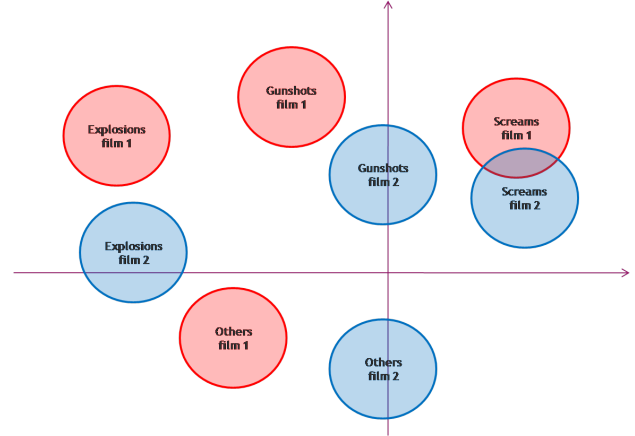 Gunshots
film 1
Explosions
film 1
Screams
film 1
Gunshots
film 2
Screams
film 2
Explosions
film 2
Others
film 1
Others
film 2